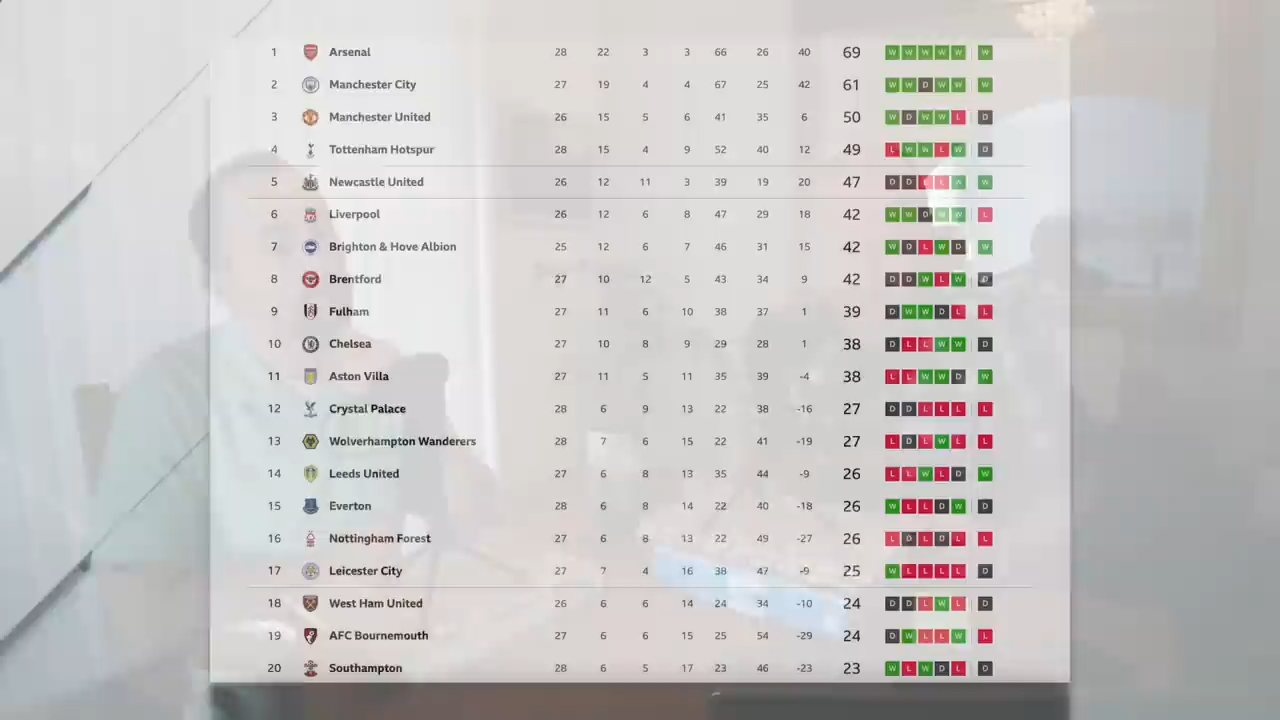 1 Arsenal 28 22 3 3 66 26 40 69 W W W W W W
2 Manchester City 27 19 4 4 67 25 42 61 W W D W W W
3 Manchester United 26 15 5 6 41 35 6 50 W D W W L D
4 Tottenham Hotspur 28 15 4 9 52 40 12 49 L W W L W D
5 Newcastle United 26 12 11 3 39 19 20 47 D D L L W W
6 Liverpool 26 12 6 8 47 29 18 42 W W D W W L
7 Brighton & Hove Albion 25 12 6 7 46 31 15 42 W D L W D W
8 Brentford 27 10 12 5 43 34 9 42 D D W L W D
9 Fulham 27 11 6 10 38 37 1 39 D W W D L L
10 Chelsea 27 10 8 9 29 28 1 38 D L L W W D
11 Aston Villa 27 11 5 11 35 39 -4 38 L L W W D W
12 Crystal Palace 28 6 9 13 22 38 -16 27 D D L L L L
13 Wolverhampton Wanderers 28 7 6 15 22 41 -19 27 L D L W L L
14 Leeds United 27 6 8 13 35 44 -9 26 L L W L D W
15 Everton 28 6 8 14 22 40 -18 26 W L L D W D
16 Nottingham Forest 27 6 8 13 22 49 -27 26 L D L D L L
17 Leicester City 27 7 4 16 38 47 -9 25 W L L L L D
18 West Ham United 26 6 6 14 24 34 -10 24 D D L W L D
19 AFC Bournemouth 27 6 6 15 25 54 -29 24 D W L L W L
20 Southampton 28 6 5 17 23 46 -23 23 W L W D L D